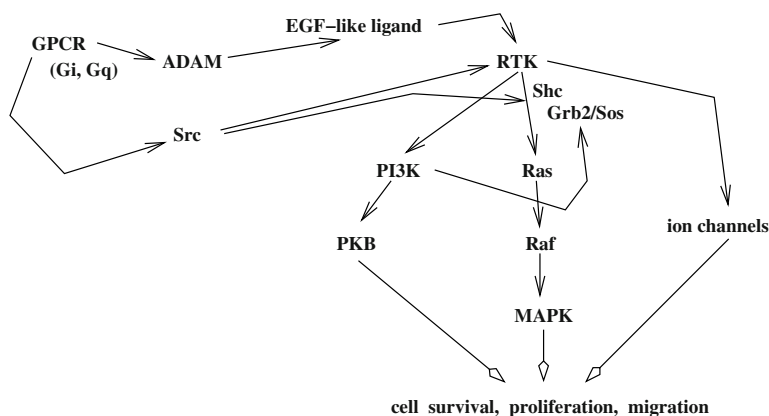 EGF−like ligand
GPCR
(Gi, Gq)
ADAM
RTK
Shc
Grb2/Sos
Src
PI3K
Ras
ion channels
PKB
Raf
MAPK
cell survival, proliferation, migration